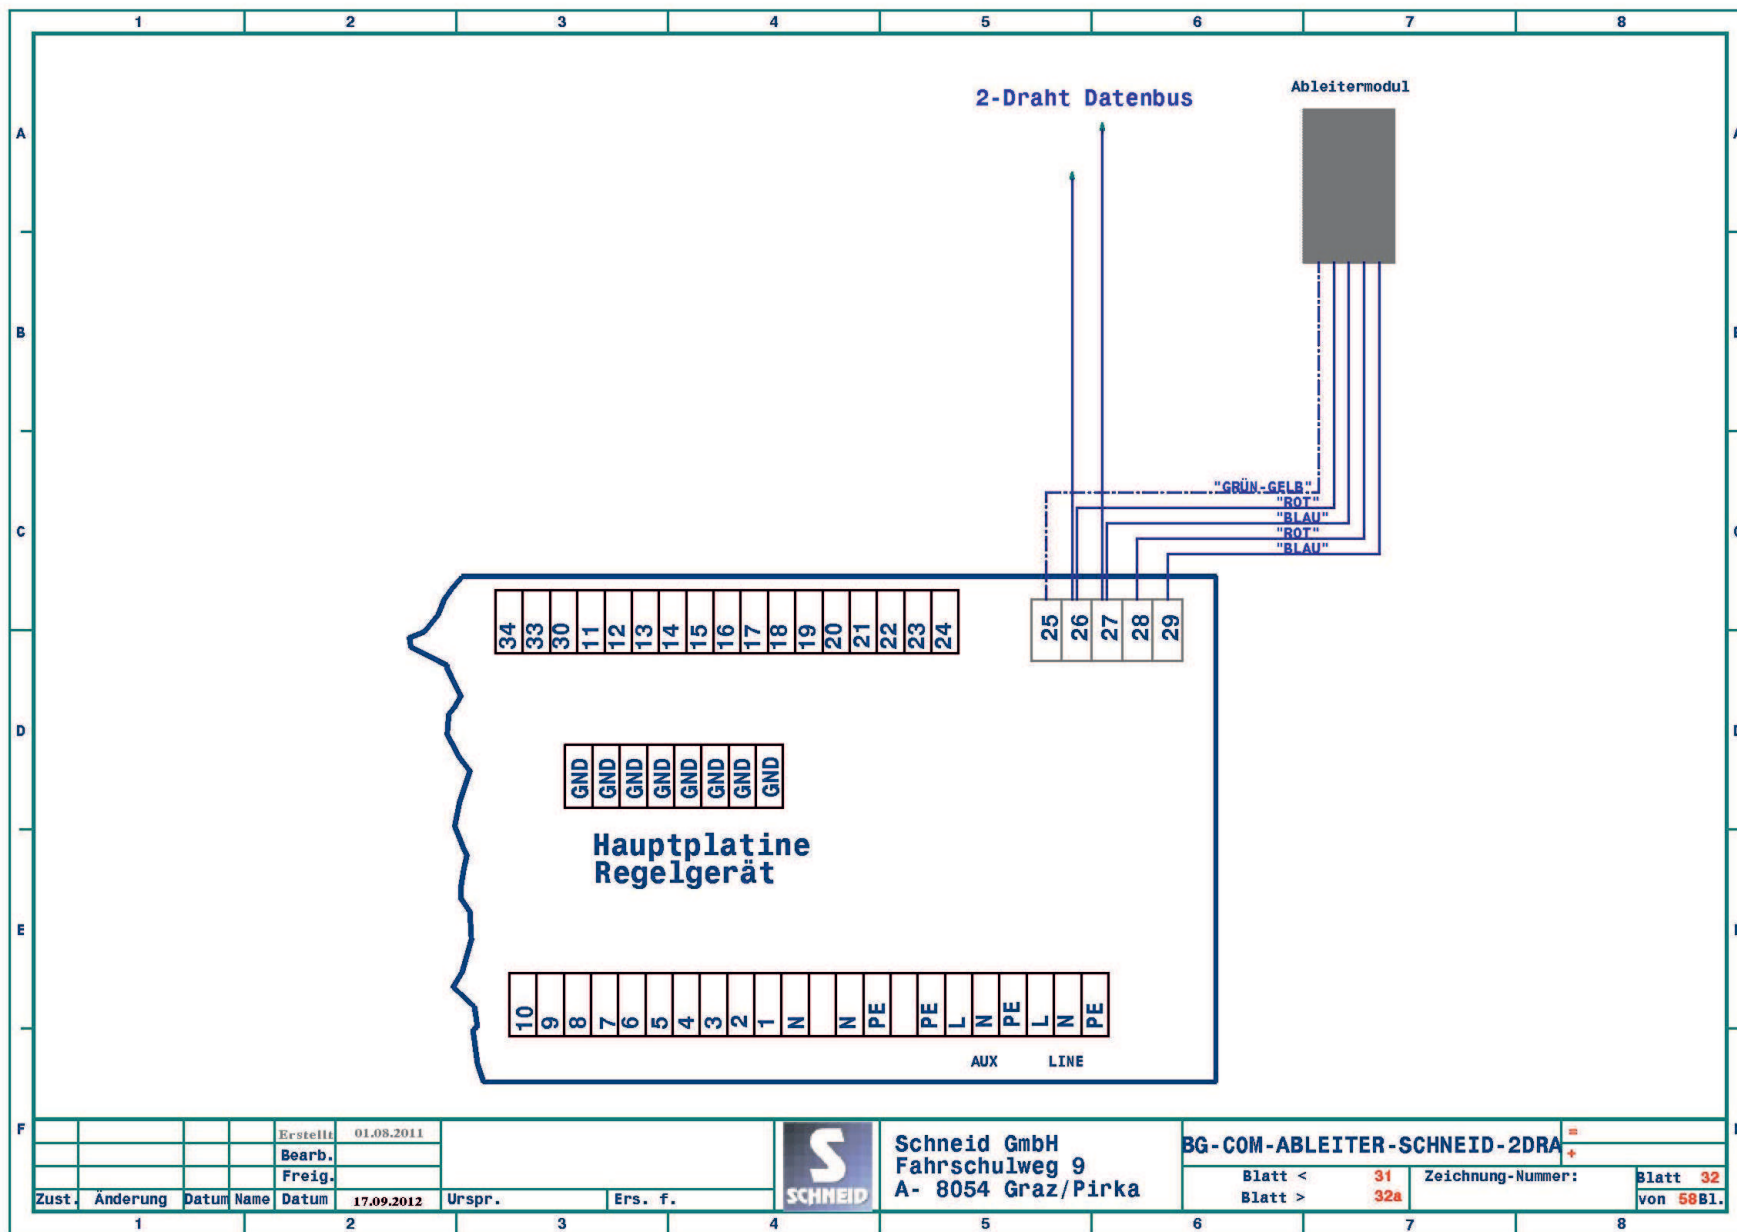 1 2 3 4 5 6 7 8
A
B
C
D
E
F
2-Draht Datenbus
Ableitermodul
"GRÜN-GELB"
"ROT"
"BLAU"
"ROT"
"BLAU"
34 33 30 11 12 13 14 15 16 17 18 19 20 21 22 23 24
25 26 27 28 29
GND GND GND GND GND GND GND GND
Hauptplatine
Regelgerät
10 9 8 7 6 5 4 3 2 1 N N PE PE L N PE L N PE
AUX LINE
Erstellt 01.08.2011
Bearb.
Freig.
Zust. Änderung Datum Name Datum 17.09.2012 Urspr. Ers. f.
SCHNEID
Schneid GmbH
Fahrschulweg 9
A- 8054 Graz/Pirka
BG-COM-ABLEITER-SCHNEID-2DRA
=
+
Blatt < 31
Blatt > 32a
Zeichnung-Nummer:
Blatt 32
von 58Bl.
1 2 3 4 5 6 7 8